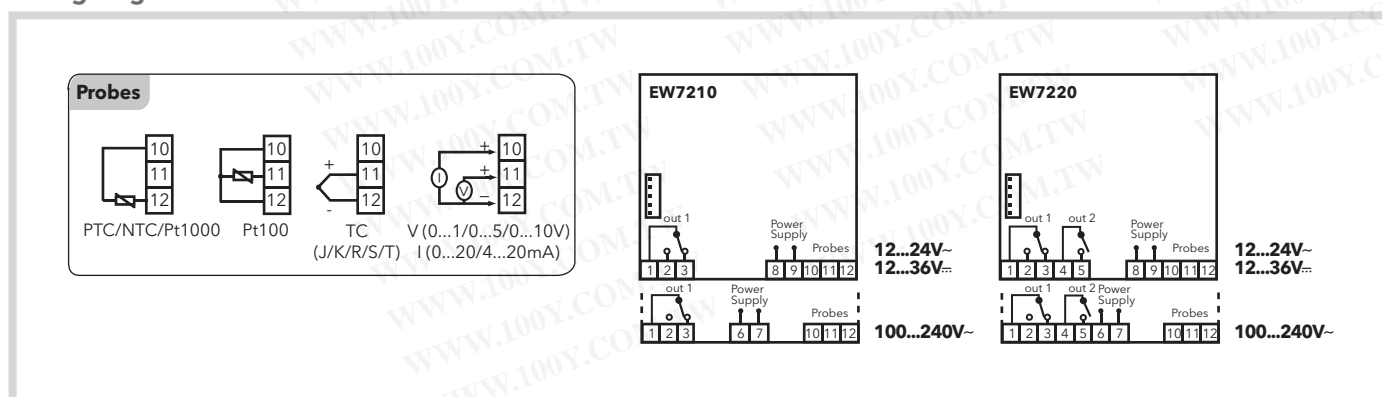 Probes
10
11
12
PTC/NTC/Pt1000
10
11
12
Pt100
+
-
10
11
12
TC
(J/K/R/S/T)
I
V
+
+
–
10
11
12
V (0...1/0...5/0...10V)
I (0...20/4...20mA)
EW7210
out 1
Power
Supply
Probes
1 2 3 8 9 10 11 12
12...24V~
12...36V⎓
out 1
Power
Supply
Probes
1 2 3 6 7 10 11 12
100...240V~
EW7220
out 1 out 2
Power
Supply
Probes
1 2 3 4 5 8 9 10 11 12
12...24V~
12...36V⎓
out 1 out 2 Power
Supply
Probes
1 2 3 4 5 6 7 10 11 12
100...240V~
WWW.100Y.COM.TW